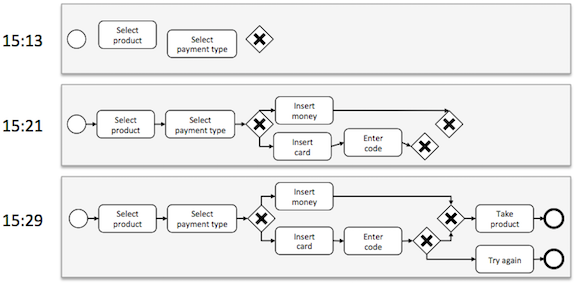 15:13
Select
product
Select
payment type
15:21
Select
product
Select
payment type
Insert
money
Insert
card
Enter
code
15:29
Select
product
Select
payment type
Insert
money
Insert
card
Enter
code
Take
product
Try again